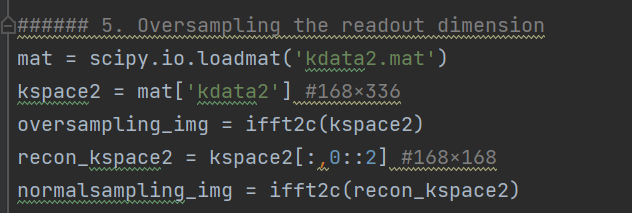 ###### 5. Oversampling the readout dimension
mat = scipy.io.loadmat('kdata2.mat')
kspace2 = mat['kdata2'] #168×336
oversampling_img = ifft2c(kspace2)
recon_kspace2 = kspace2[:,0::2] #168×168
normalsampling_img = ifft2c(recon_kspace2)